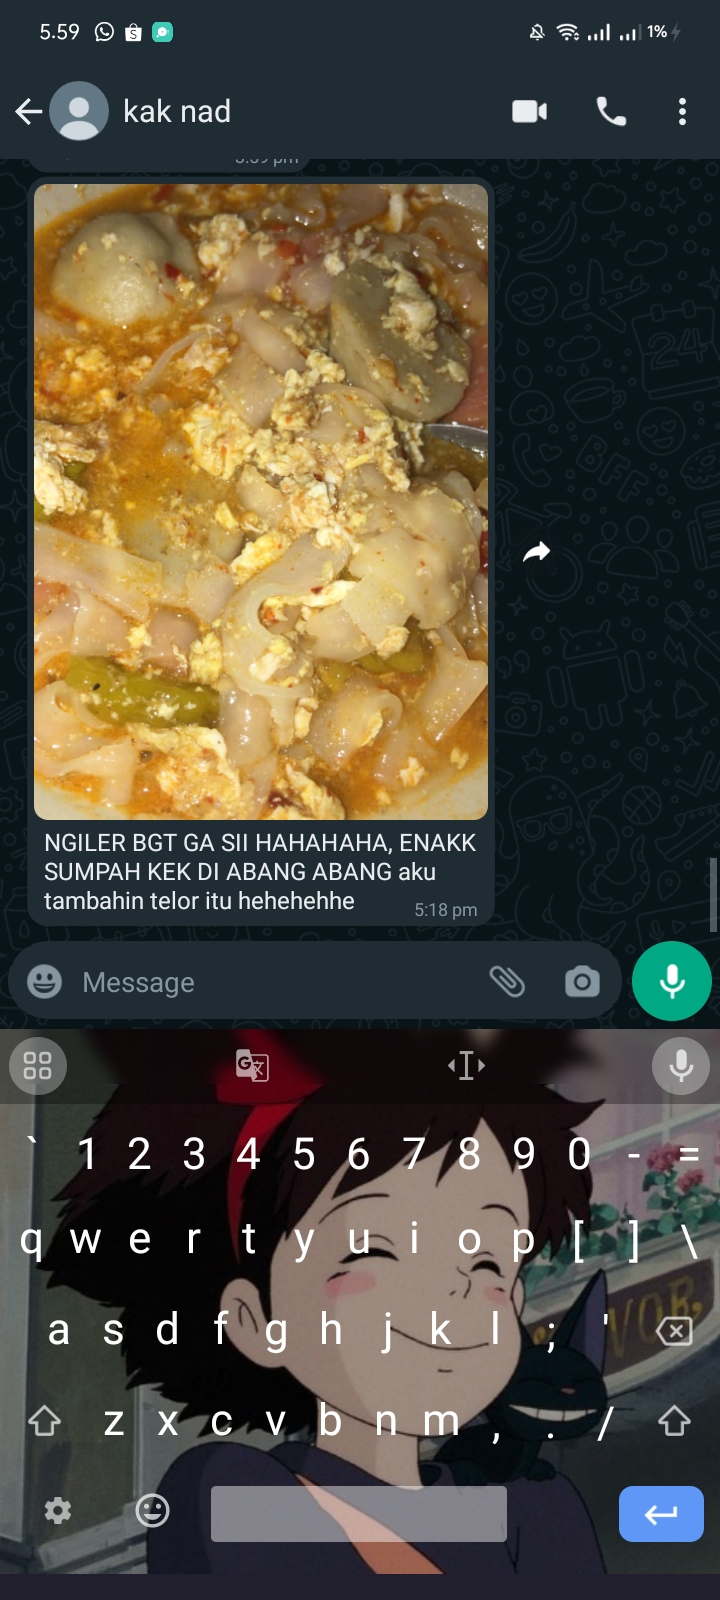 5.59
1%
kak nad
NGILER BGT GA SII HAHAHAHA, ENAKK
SUMPAH KEK DI ABANG ABANG aku
tambahin telor itu hehehehhe
5:18 pm
Message
` 1 2 3 4 5 6 7 8 9 0 - =
q w e r t y u i o p [ ] \
a s d f g h j k l ; '
z x c v b n m , . /